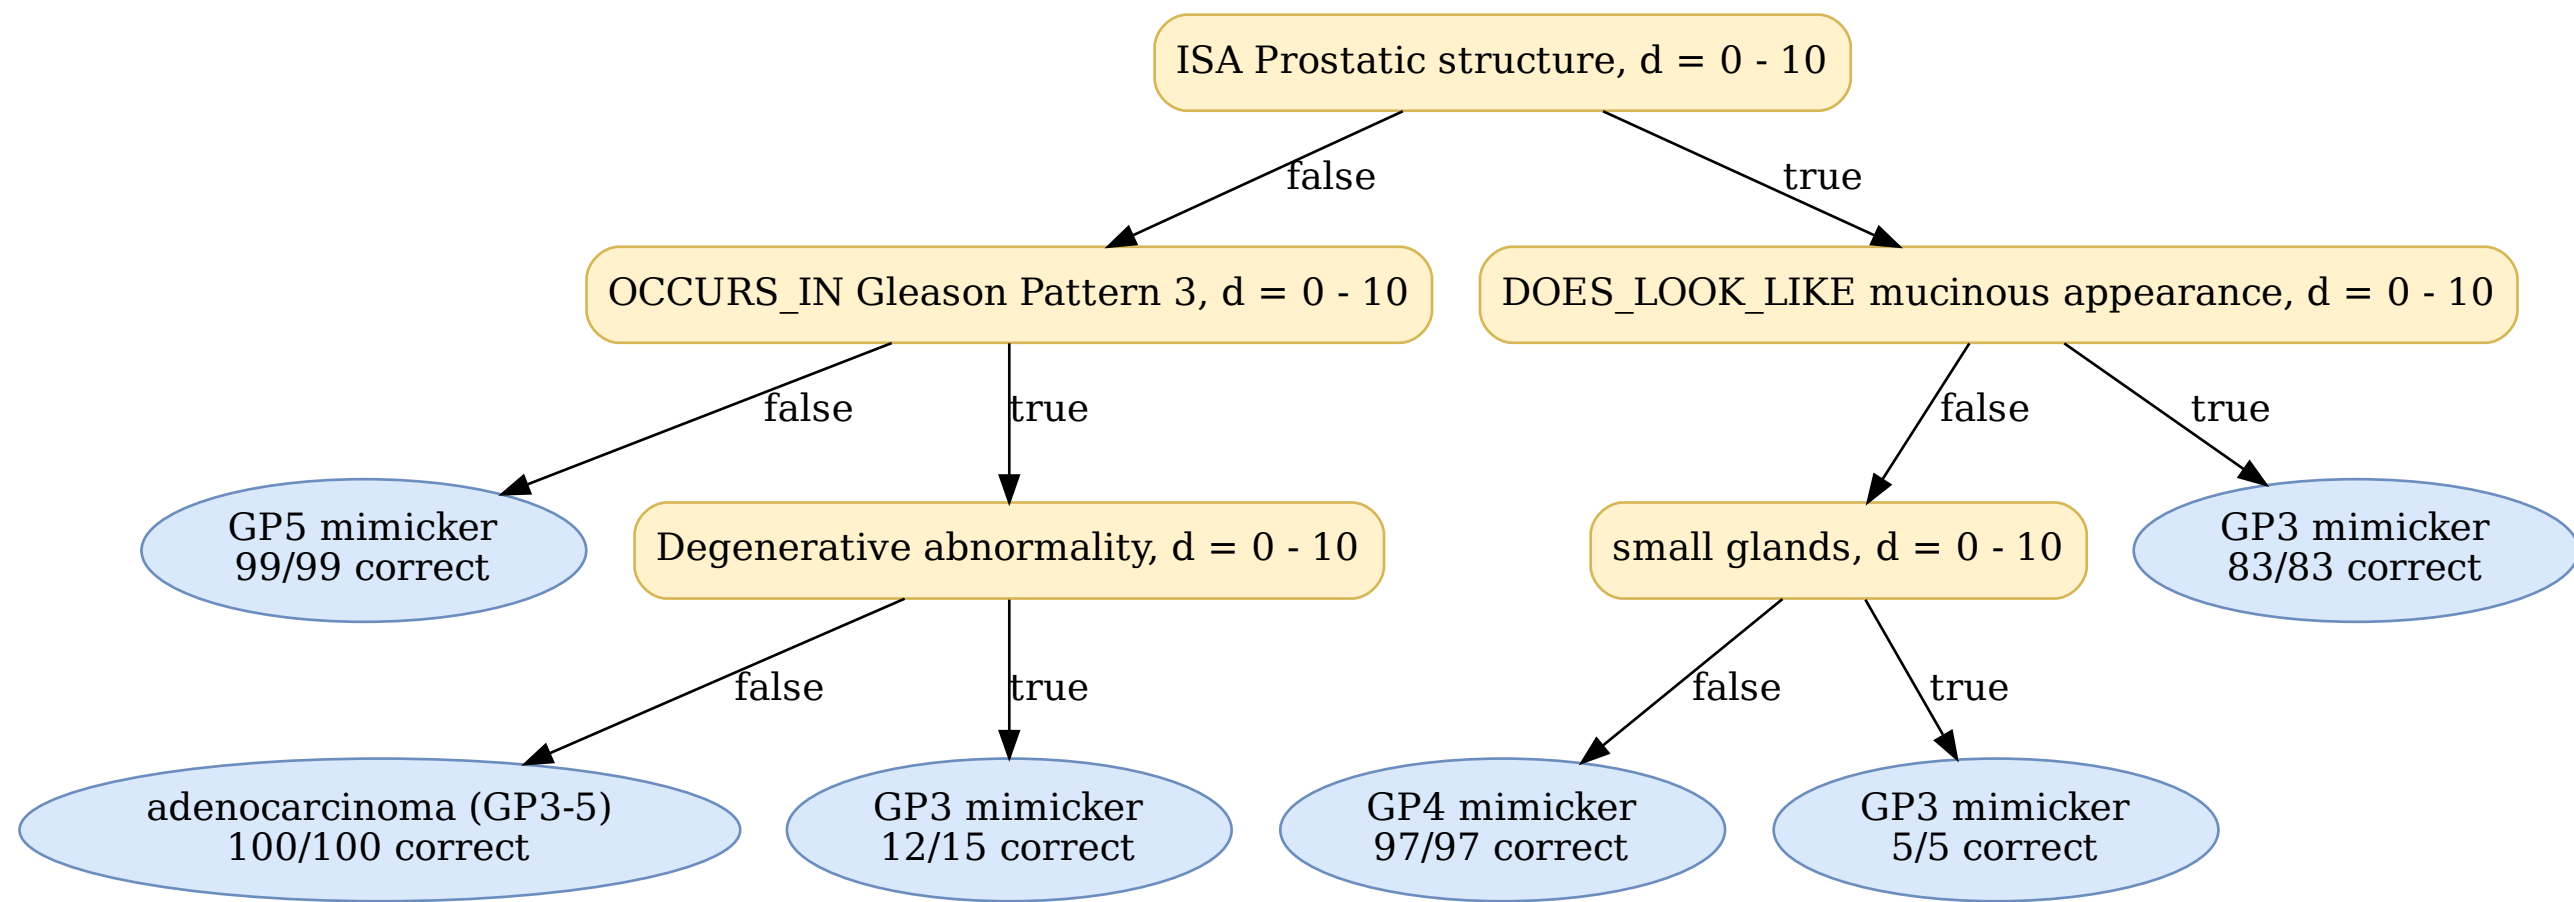 ISA Prostatic structure, d = 0 - 10
false
true
OCCURS_IN Gleason Pattern 3, d = 0 - 10
DOES_LOOK_LIKE mucinous appearance, d = 0 - 10
false
true
false
true
GP5 mimicker
99/99 correct
Degenerative abnormality, d = 0 - 10
small glands, d = 0 - 10
GP3 mimicker
83/83 correct
false
true
false
true
adenocarcinoma (GP3-5)
100/100 correct
GP3 mimicker
12/15 correct
GP4 mimicker
97/97 correct
GP3 mimicker
5/5 correct